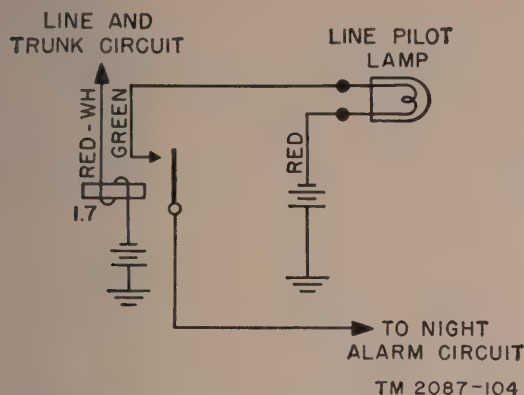 LINE AND
TRUNK CIRCUIT
LINE PILOT
LAMP
RED-WH
GREEN
RED
1.7
TO NIGHT
ALARM CIRCUIT
TM 2087-104